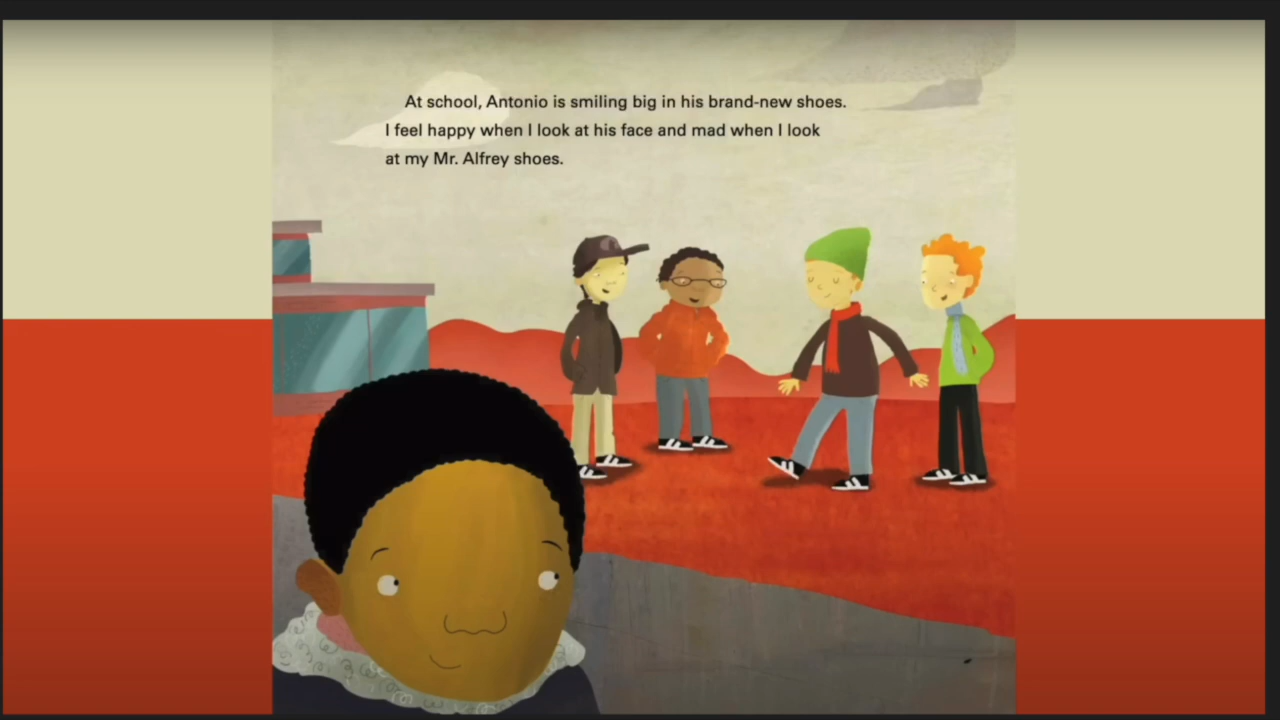 At school, Antonio is smiling big in his brand-new shoes.
I feel happy when I look at his face and mad when I look
at my Mr. Alfrey shoes.